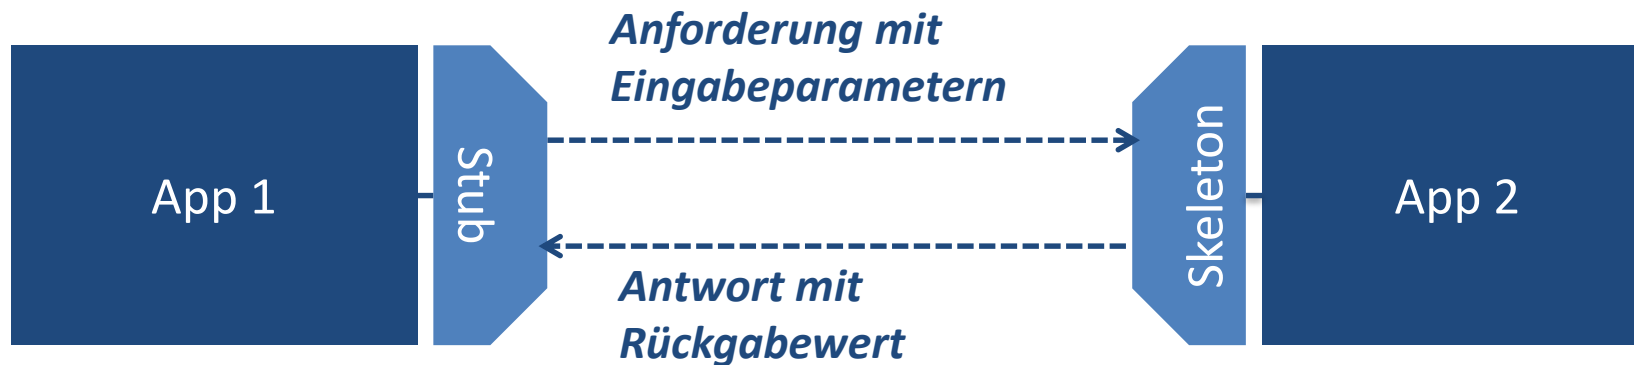 App 1
Stub
Anforderung mit
Eingabeparametern
Antwort mit
Rückgabewert
Skeleton
App 2